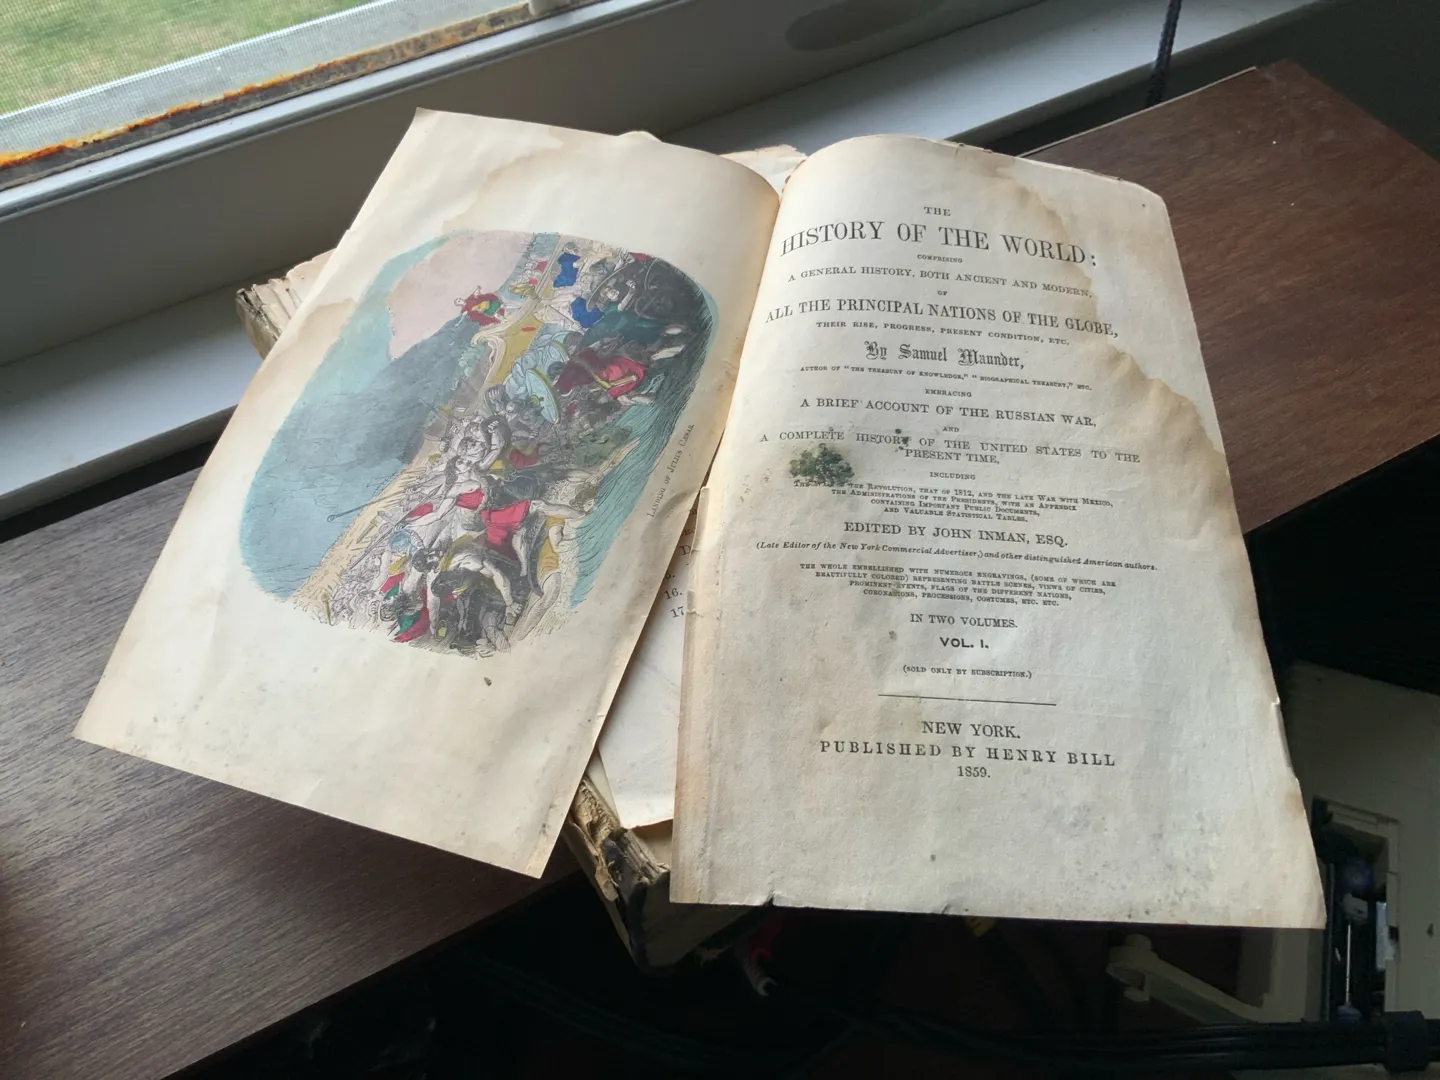 LANDING OF JULIUS CÆSAR.
D
16.
17
THE
HISTORY OF THE WORLD:
COMPRISING
A GENERAL HISTORY, BOTH ANCIENT AND MODERN,
OF
ALL THE PRINCIPAL NATIONS OF THE GLOBE,
THEIR RISE, PROGRESS, PRESENT CONDITION, ETC.
By Samuel Maunder,
AUTHOR OF "THE TREASURY OF KNOWLEDGE," "BIOGRAPHICAL TREASURY," ETC.
EMBRACING
A BRIEF ACCOUNT OF THE RUSSIAN WAR,
AND
A COMPLETE HISTORY OF THE UNITED STATES TO THE
PRESENT TIME,
INCLUDING
THE REVOLUTION, THAT OF 1812, AND THE LATE WAR WITH MEXICO,
THE ADMINISTRATIONS OF THE PRESIDENTS, WITH AN APPENDIX
CONTAINING IMPORTANT PUBLIC DOCUMENTS,
AND VALUABLE STATISTICAL TABLES.
EDITED BY JOHN INMAN, ESQ.
(Late Editor of the New York Commercial Advertiser,) and other distinguished American authors.
THE WHOLE EMBELLISHED WITH NUMEROUS ENGRAVINGS, (SOME OF WHICH ARE
BEAUTIFULLY COLORED) REPRESENTING BATTLE SCENES, VIEWS OF CITIES,
PROMINENT EVENTS, FLAGS OF THE DIFFERENT NATIONS,
CORONATIONS, PROCESSIONS, COSTUMES, ETC. ETC.
IN TWO VOLUMES.
VOL. I.
(SOLD ONLY BY SUBSCRIPTION.)
NEW YORK.
PUBLISHED BY HENRY BILL
1859.